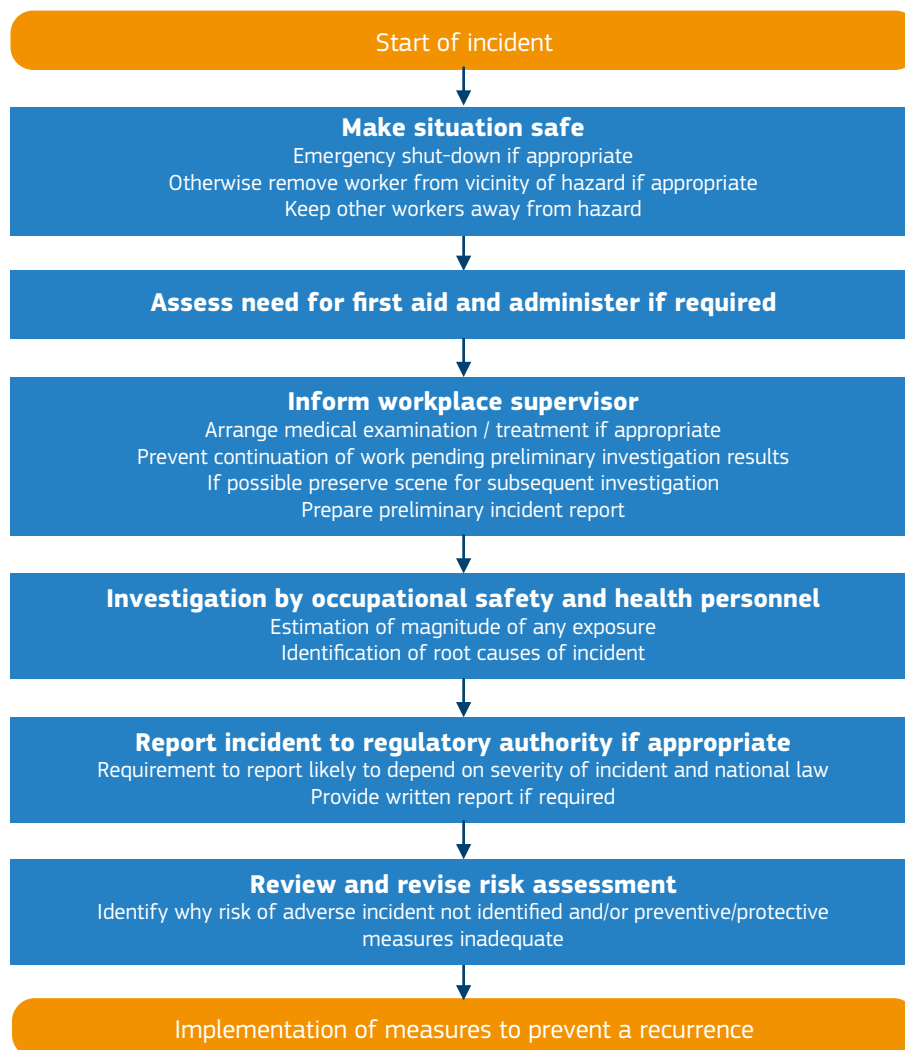 Start of incident
Make situation safe
Emergency shut-down if appropriate
Otherwise remove worker from vicinity of hazard if appropriate
Keep other workers away from hazard
Assess need for first aid and administer if required
Inform workplace supervisor
Arrange medical examination / treatment if appropriate
Prevent continuation of work pending preliminary investigation results
If possible preserve scene for subsequent investigation
Prepare preliminary incident report
Investigation by occupational safety and health personnel
Estimation of magnitude of any exposure
Identification of root causes of incident
Report incident to regulatory authority if appropriate
Requirement to report likely to depend on severity of incident and national law
Provide written report if required
Review and revise risk assessment
Identify why risk of adverse incident not identified and/or preventive/protective
measures inadequate
Implementation of measures to prevent a recurrence